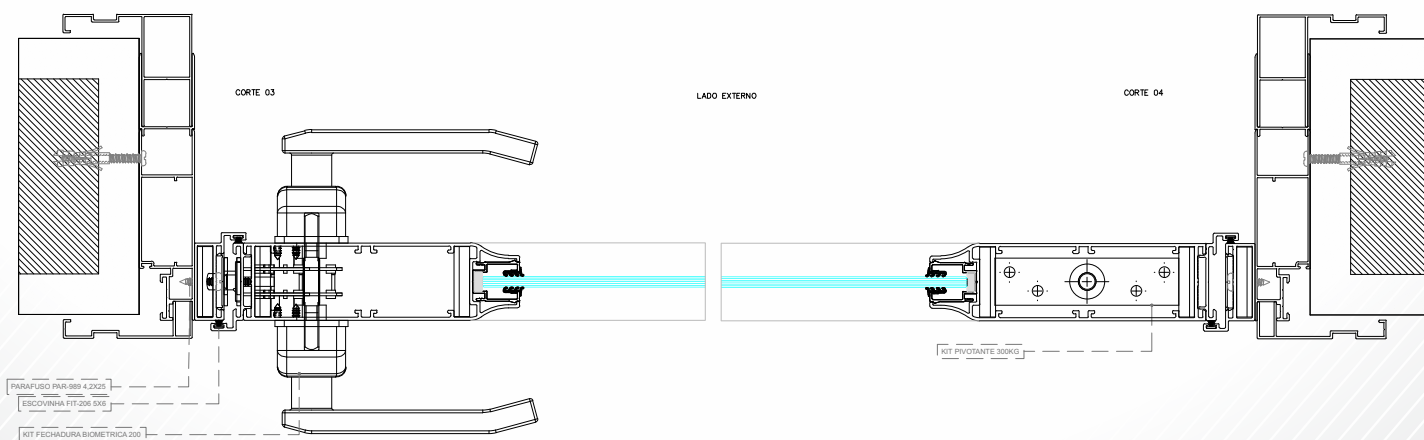 CORTE 03
LADO EXTERNO
CORTE 04
KIT PIVOTANTE 300KG
PARAFUSO PAR-989 4,2X25
ESCOVINHA FIT-206 5X6
KIT FECHADURA BIOMETRICA 200